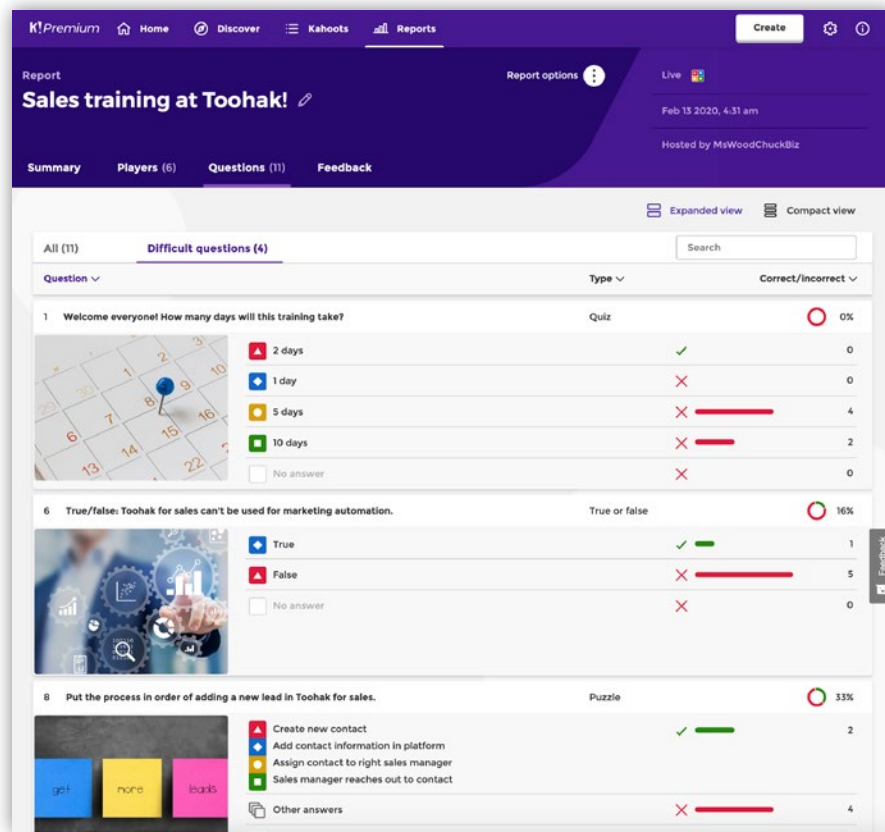 K!Premium Home Discover Kahoots Reports Create
Report
Report options
Live
Sales training at Toohak!
Feb 13 2020, 4:31 am
Hosted by MsWoodChuckBiz
Summary Players (6) Questions (11) Feedback
Expanded view Compact view
All (11) Difficult questions (4) Search
Question Type Correct/incorrect
1 Welcome everyone! How many days will this training take? Quiz 0%
2 days 0
1 day 0
5 days 4
10 days 2
No answer 0
6 True/false: Toohak for sales can't be used for marketing automation. True or false 16%
True 1
False 5
No answer 0
Feedback
8 Put the process in order of adding a new lead in Toohak for sales. Puzzle 33%
Create new contact 2
Add contact information in platform
Assign contact to right sales manager
Sales manager reaches out to contact
get more leads
Other answers 4